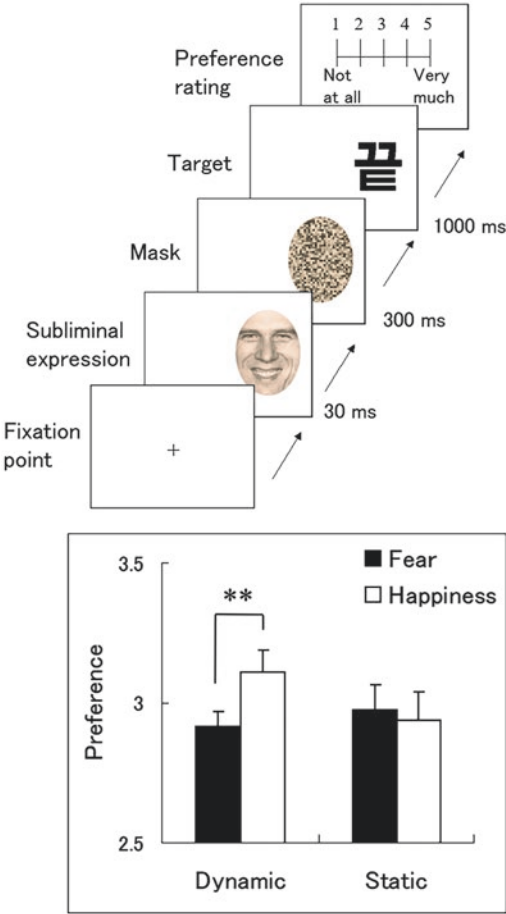 Preference
rating
1 2 3 4 5
Not
at all
Very
much
Target
끝
1000 ms
Mask
300 ms
Subliminal
expression
30 ms
Fixation
point
+
3.5
3
2.5
Preference
**
Fear
Happiness
Dynamic
Static